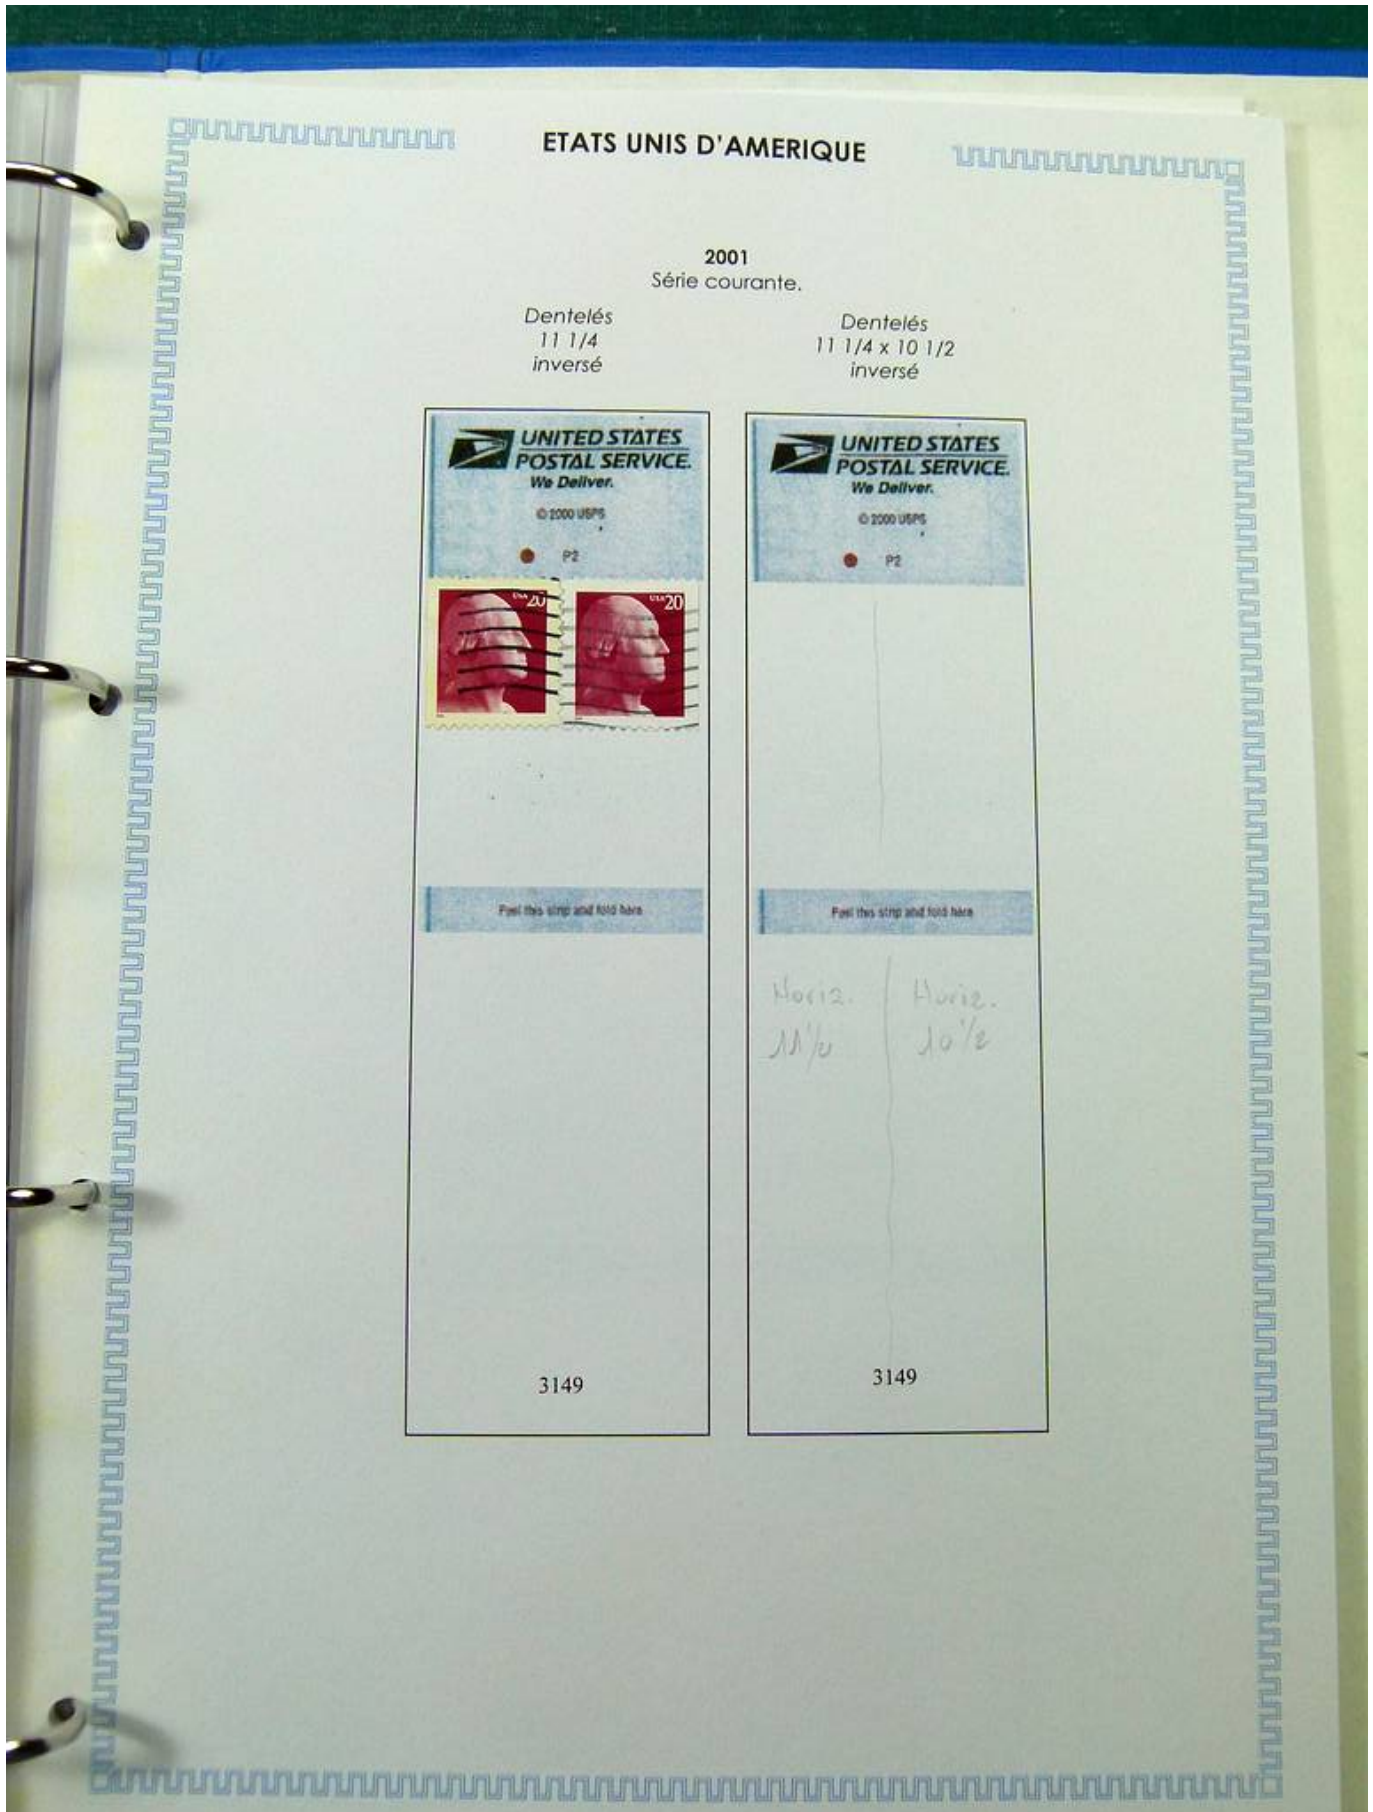 ETATS UNIS D'AMERIQUE
2001
Série courante.
Dentelés
11 1/4
inversé
Dentelés
11 1/4 x 10 1/2
inversé
UNITED STATES
POSTAL SERVICE.
We Deliver.
© 2000 USPS
P2
USA 20
USA 20
Peel this strip and fold here
3149
UNITED STATES
POSTAL SERVICE.
We Deliver.
© 2000 USPS
P2
Peel this strip and fold here
Horiz.
Horiz.
10 1/2
3149